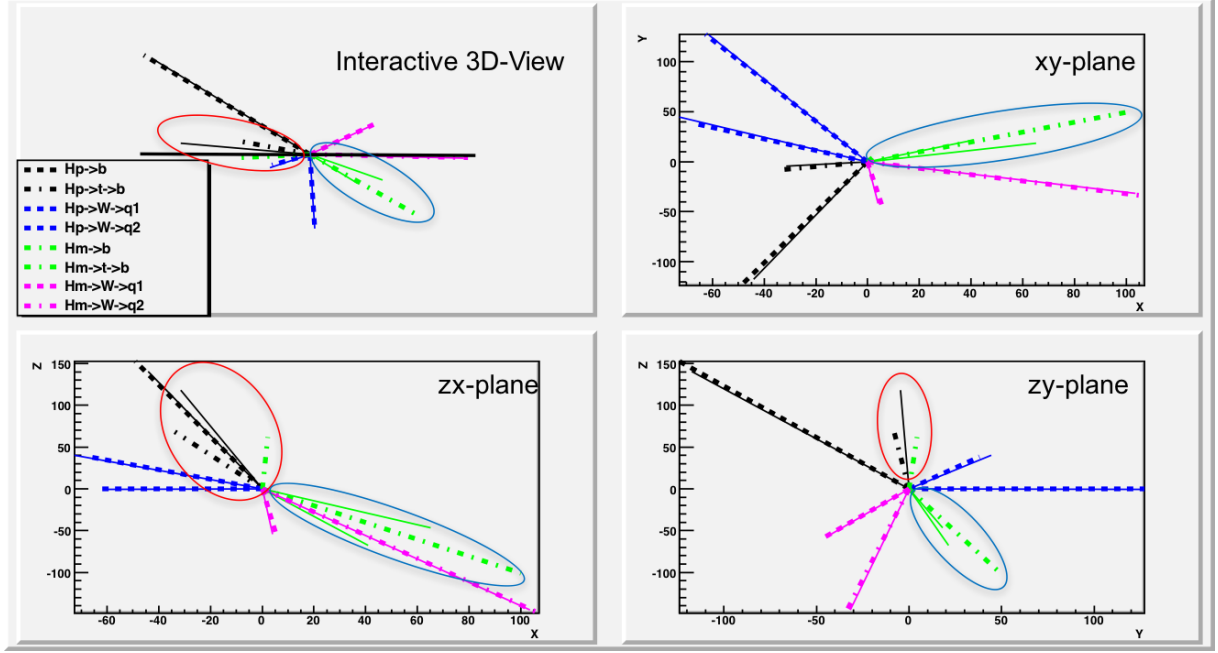 Interactive 3D-View
Hp->b
Hp->t->b
Hp->W->q1
Hp->W->q2
Hm->b
Hm->t->b
Hm->W->q1
Hm->W->q2
xy-plane
Y
100
50
0
-50
-100
-60 -40 -20 0 20 40 60 80 100
X
zx-plane
Z
150
100
50
0
-50
-100
-60 -40 -20 0 20 40 60 80 100
X
zy-plane
Z
150
100
50
0
-50
-100
-100 -50 0 50 100
Y